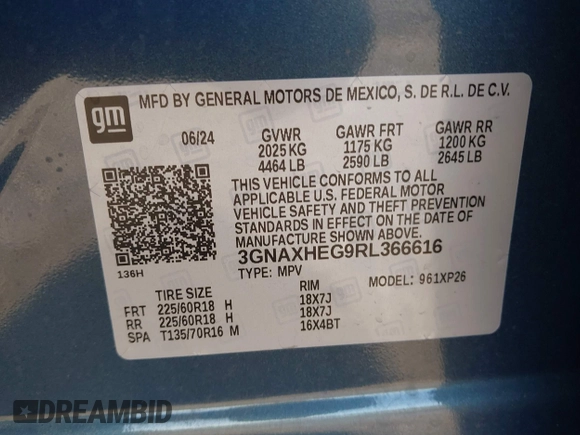 gm
MFD BY GENERAL MOTORS DE MEXICO, S. DE R.L. DE C.V.
06/24 GVWR GAWR FRT GAWR RR
2025 KG 1175 KG 1200 KG
4464 LB 2590 LB 2645 LB
THIS VEHICLE CONFORMS TO ALL
APPLICABLE U.S. FEDERAL MOTOR
VEHICLE SAFETY AND THEFT PREVENTION
STANDARDS IN EFFECT ON THE DATE OF
MANUFACTURE SHOWN ABOVE.
3GNAXHEG9RL366616
136H TYPE: MPV MODEL: 961XP26
TIRE SIZE RIM
FRT 225/60R18 H 18X7J
RR 225/60R18 H 18X7J
SPA T135/70R16 M 16X4BT
DREAMBID